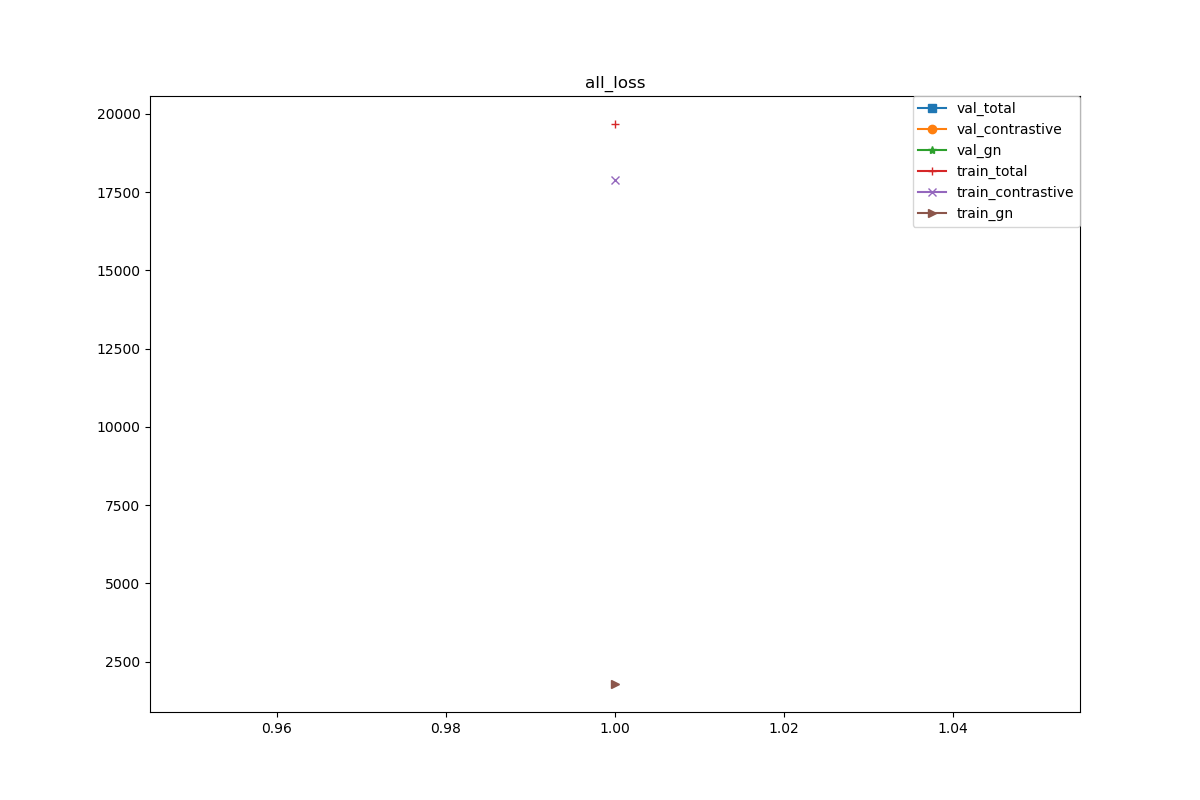 all_loss
20000
17500
15000
12500
10000
7500
5000
2500
0.96
0.98
1.00
1.02
1.04
val_total
val_contrastive
val_gn
train_total
train_contrastive
train_gn